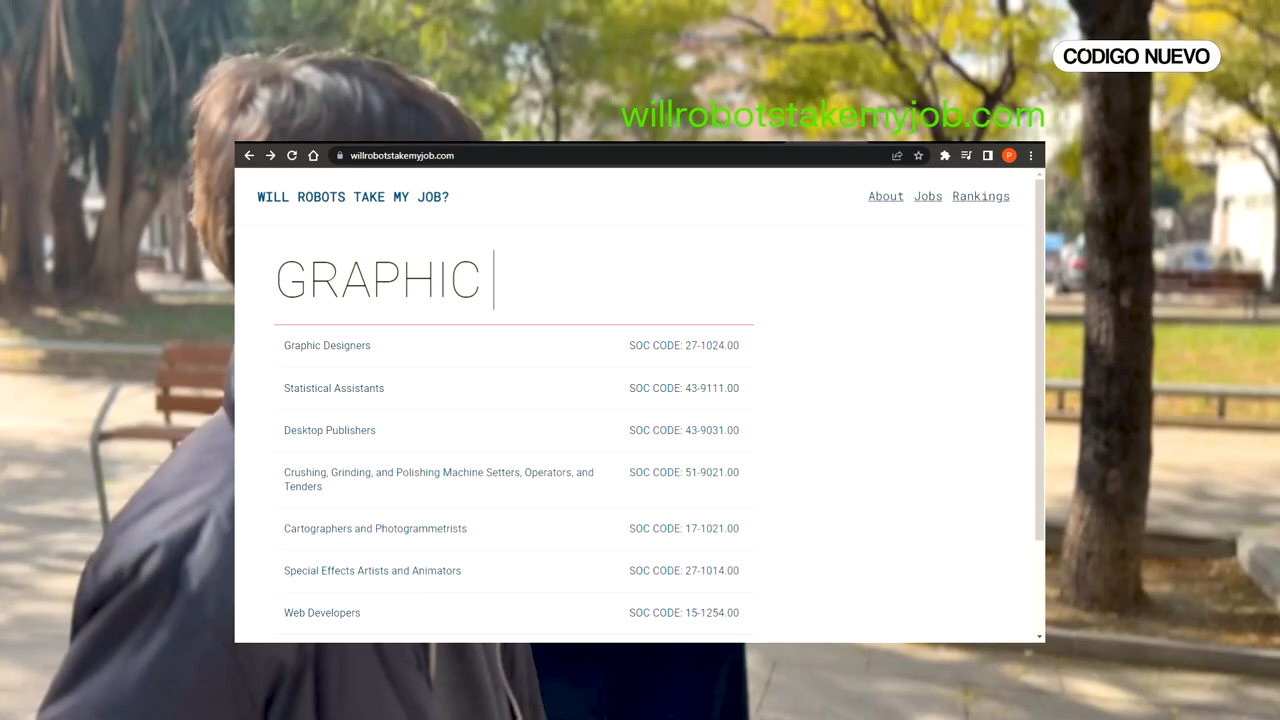 CODIGO NUEVO
willrobotstakemyjob.com
willrobotstakemyjob.com
P
WILL ROBOTS TAKE MY JOB?
About Jobs Rankings
GRAPHIC
Graphic Designers SOC CODE: 27-1024.00
Statistical Assistants SOC CODE: 43-9111.00
Desktop Publishers SOC CODE: 43-9031.00
Crushing, Grinding, and Polishing Machine Setters, Operators, and SOC CODE: 51-9021.00
Tenders
Cartographers and Photogrammetrists SOC CODE: 17-1021.00
Special Effects Artists and Animators SOC CODE: 27-1014.00
Web Developers SOC CODE: 15-1254.00